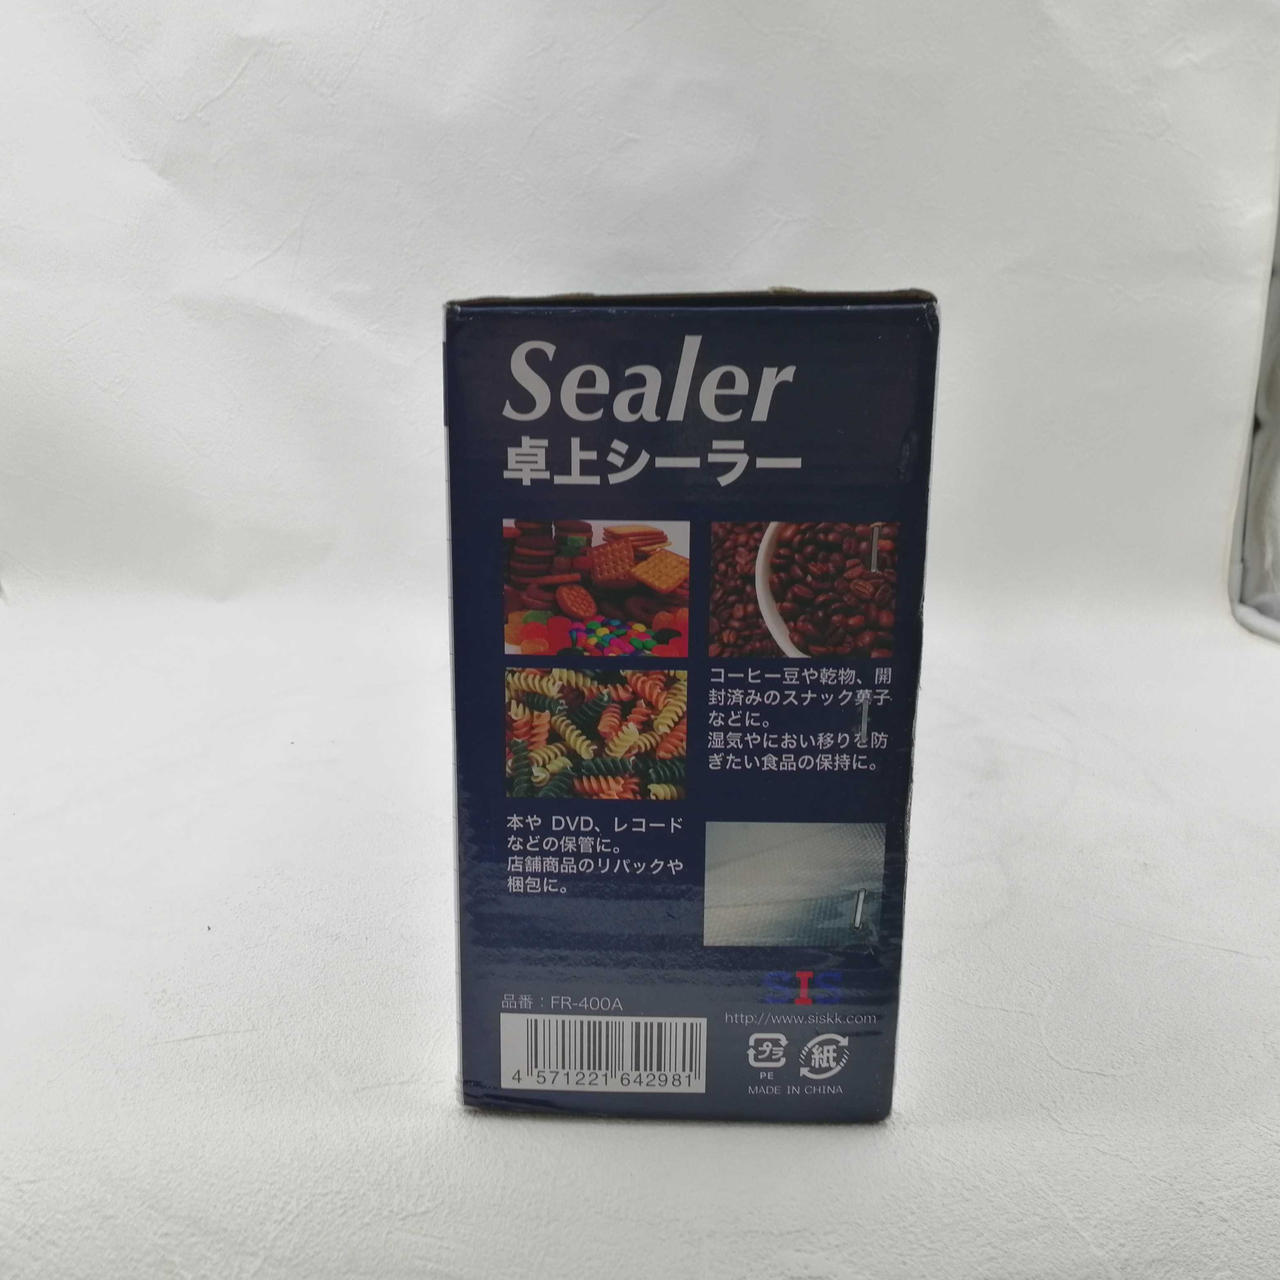 Sealer
卓上シーラー
コーヒー豆や乾物、開
封済みのスナック菓子
などに。
湿気やにおい移りを防
ぎたい食品の保持に。
本や DVD、レコード
などの保管に。
店舗商品のリパックや
梱包に。
品番：FR-400A
4 571221 642981
SIS
http://www.siskk.com
プラ
PE
紙
MADE IN CHINA